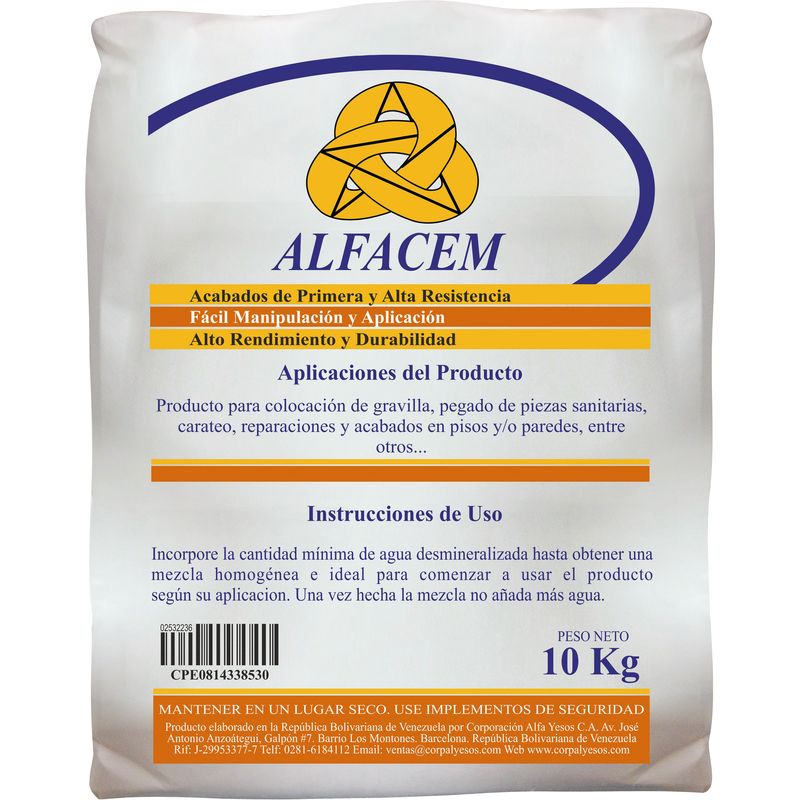 ALFACEM
Acabados de Primera y Alta Resistencia
Fácil Manipulación y Aplicación
Alto Rendimiento y Durabilidad
Aplicaciones del Producto
Producto para colocación de gravilla, pegado de piezas sanitarias,
carateo, reparaciones y acabados en pisos y/o paredes, entre
otros...
Instrucciones de Uso
Incorpore la cantidad mínima de agua desmineralizada hasta obtener una
mezcla homogénea e ideal para comenzar a usar el producto
según su aplicacion. Una vez hecha la mezcla no añada más agua.
02532236
CPE0814338530
PESO NETO
10 Kg
MANTENER EN UN LUGAR SECO. USE IMPLEMENTOS DE SEGURIDAD
Producto elaborado en la República Bolivariana de Venezuela por Corporación Alfa Yesos C.A. Av. José
Antonio Anzoátegui, Galpón #7. Barrio Los Montones. Barcelona. República Bolivariana de Venezuela
Rif: J-29953377-7 Telf: 0281-6184112 Email: ventas@corpalyesos.com Web www.corpalyesos.com